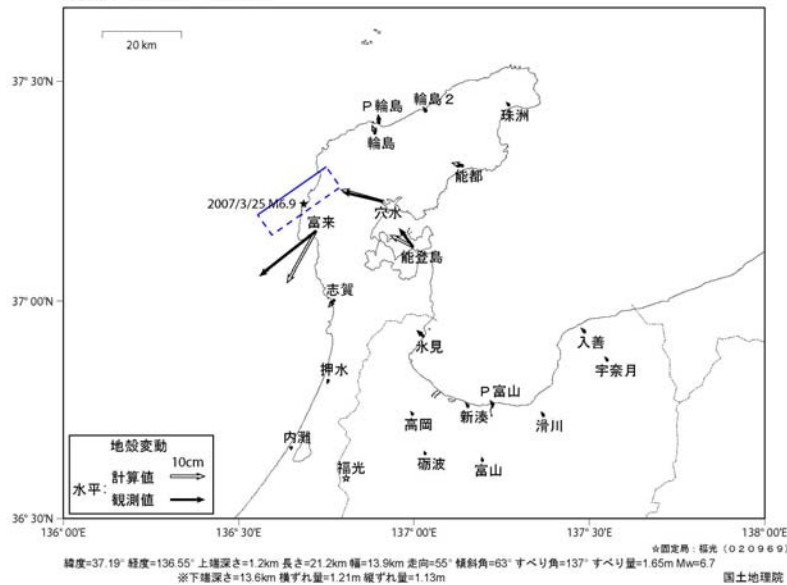 20 km
37°30'N
P輪島
輪島2
珠洲
輪島
能都
2007/3/25 M6.9
穴水
富来
能登島
37°00'N
志賀
氷見
入善
宇奈月
押水
P富山
高岡
新湊
滑川
内灘
福光
砺波
富山
地殻変動
10cm
水平:
計算値
観測値
36°30'N
136°00'E
136°30'E
137°00'E
137°30'E
138°00'E
☆固定局:福光(020969)
緯度=37.19° 経度=136.55° 上端深さ=1.2km 長さ=21.2km 幅=13.9km 走向=55° 傾斜角=63° すべり角=137° すべり量=1.65m Mw=6.7
※下端深さ=13.6km 横ずれ量=1.21m 縦ずれ量=1.13m
国土地理院